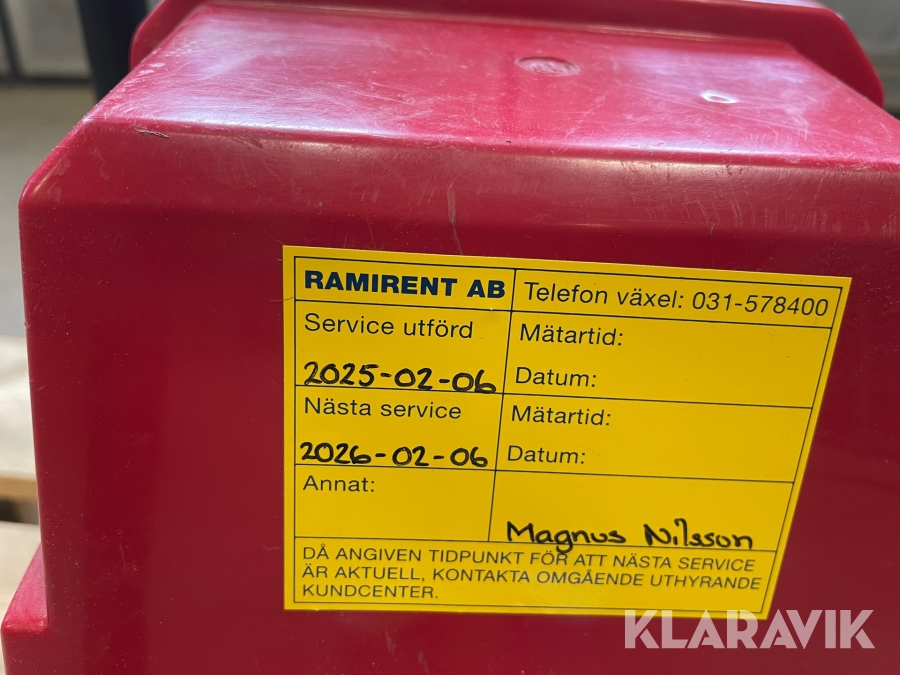 RAMIRENT AB
Telefon växel: 031-578400
Service utförd
2025-02-06
Mätartid:
Datum:
Nästa service
2026-02-06
Mätartid:
Datum:
Annat:
Magnus Nilsson
DÅ ANGIVEN TIDPUNKT FÖR ATT NÄSTA SERVICE
ÄR AKTUELL, KONTAKTA OMGÅENDE UTHYRANDE
KUNDCENTER.
KLARAVIK